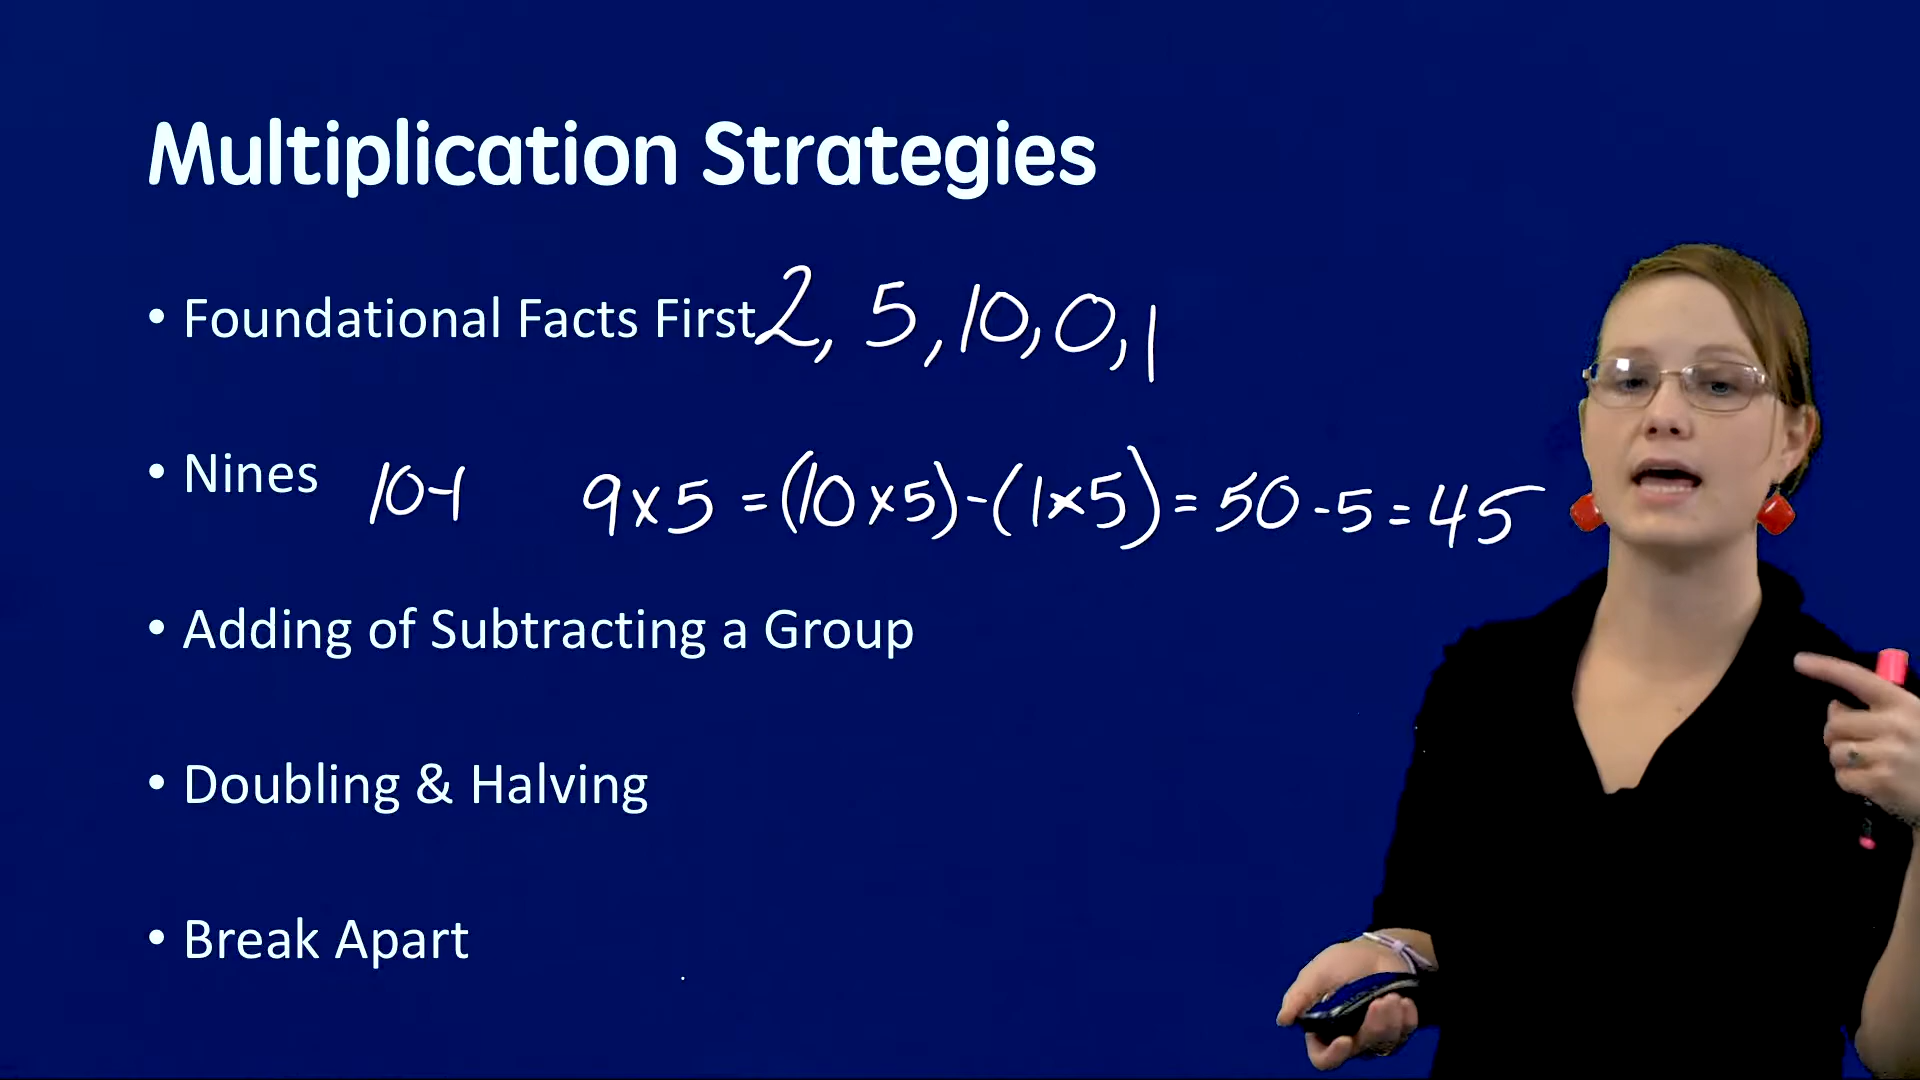 Multiplication Strategies
• Foundational Facts First 2, 5, 10, 0, 1
• Nines 10-1 9x5 = (10x5)-(1x5) = 50-5 = 45
• Adding of Subtracting a Group
• Doubling & Halving
• Break Apart